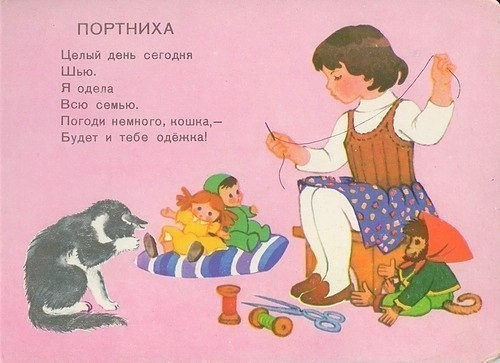 ПОРТНИХА
Целый день сегодня
Шью.
Я одела
Всю семью.
Погоди немного, кошка,—
Будет и тебе одёжка!